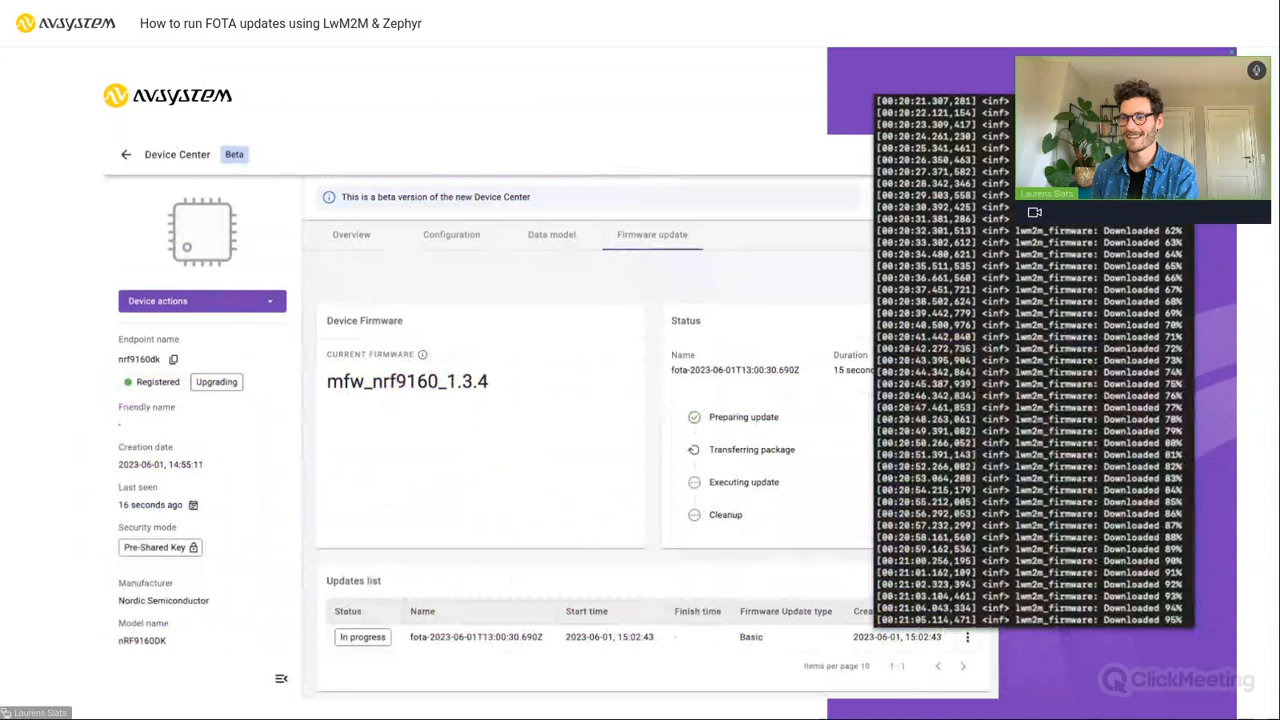 AVSYSTEM
How to run FOTA updates using LwM2M & Zephyr
AVSYSTEM
Device Center
Beta
This is a beta version of the new Device Center
Overview
Configuration
Data model
Firmware update
Device actions
Endpoint name
nrf9160dk
Registered
Upgrading
Friendly name
-
Creation date
2023-06-01, 14:55:11
Last seen
16 seconds ago
Security mode
Pre-Shared Key
Manufacturer
Nordic Semiconductor
Model name
nRF9160DK
Device Firmware
CURRENT FIRMWARE
mfw_nrf9160_1.3.4
Status
Name
Duration
fota-2023-06-01T13:00:30.690Z
15 second
Preparing update
Transferring package
Executing update
Cleanup
Updates list
Status Name Start time Finish time Firmware Update type Crea
In progress fota-2023-06-01T13:00:30.690Z 2023-06-01, 15:02:43 - Basic 2023-06-01, 15:02:43
Items per page 10 1 - 1
[00:20:21.307,281] <inf>
[00:20:22.121,154] <inf>
[00:20:23.309,417] <inf>
[00:20:24.261,230] <inf>
[00:20:25.341,461] <inf>
[00:20:26.350,463] <inf>
[00:20:27.371,582] <inf>
[00:20:28.342,346] <inf>
[00:20:29.303,558] <inf>
[00:20:30.392,425] <inf>
[00:20:31.381,286] <inf>
[00:20:32.301,513] <inf> lwm2m_firmware: Downloaded 62%
[00:20:33.302,612] <inf> lwm2m_firmware: Downloaded 63%
[00:20:34.480,621] <inf> lwm2m_firmware: Downloaded 64%
[00:20:35.511,535] <inf> lwm2m_firmware: Downloaded 65%
[00:20:36.661,560] <inf> lwm2m_firmware: Downloaded 66%
[00:20:37.451,721] <inf> lwm2m_firmware: Downloaded 67%
[00:20:38.502,624] <inf> lwm2m_firmware: Downloaded 68%
[00:20:39.442,779] <inf> lwm2m_firmware: Downloaded 69%
[00:20:40.500,976] <inf> lwm2m_firmware: Downloaded 70%
[00:20:41.442,840] <inf> lwm2m_firmware: Downloaded 71%
[00:20:42.272,735] <inf> lwm2m_firmware: Downloaded 72%
[00:20:43.395,904] <inf> lwm2m_firmware: Downloaded 73%
[00:20:44.342,864] <inf> lwm2m_firmware: Downloaded 74%
[00:20:45.387,939] <inf> lwm2m_firmware: Downloaded 75%
[00:20:46.342,834] <inf> lwm2m_firmware: Downloaded 76%
[00:20:47.461,853] <inf> lwm2m_firmware: Downloaded 77%
[00:20:48.263,061] <inf> lwm2m_firmware: Downloaded 78%
[00:20:49.391,082] <inf> lwm2m_firmware: Downloaded 79%
[00:20:50.266,052] <inf> lwm2m_firmware: Downloaded 80%
[00:20:51.391,143] <inf> lwm2m_firmware: Downloaded 81%
[00:20:52.266,082] <inf> lwm2m_firmware: Downloaded 82%
[00:20:53.064,208] <inf> lwm2m_firmware: Downloaded 83%
[00:20:54.215,179] <inf> lwm2m_firmware: Downloaded 84%
[00:20:55.212,005] <inf> lwm2m_firmware: Downloaded 85%
[00:20:56.292,053] <inf> lwm2m_firmware: Downloaded 86%
[00:20:57.232,299] <inf> lwm2m_firmware: Downloaded 87%
[00:20:58.161,560] <inf> lwm2m_firmware: Downloaded 88%
[00:20:59.162,536] <inf> lwm2m_firmware: Downloaded 89%
[00:21:00.256,195] <inf> lwm2m_firmware: Downloaded 90%
[00:21:01.162,109] <inf> lwm2m_firmware: Downloaded 91%
[00:21:02.323,394] <inf> lwm2m_firmware: Downloaded 92%
[00:21:03.104,461] <inf> lwm2m_firmware: Downloaded 93%
[00:21:04.043,334] <inf> lwm2m_firmware: Downloaded 94%
[00:21:05.114,471] <inf> lwm2m_firmware: Downloaded 95%
Laurens Slats
ClickMeeting
Laurens Slats